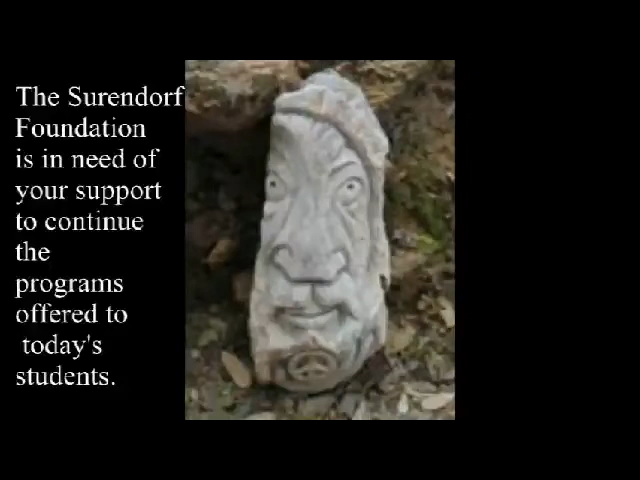 The Surendorf
Foundation
is in need of
your support
to continue
the
programs
offered to
today's
students.